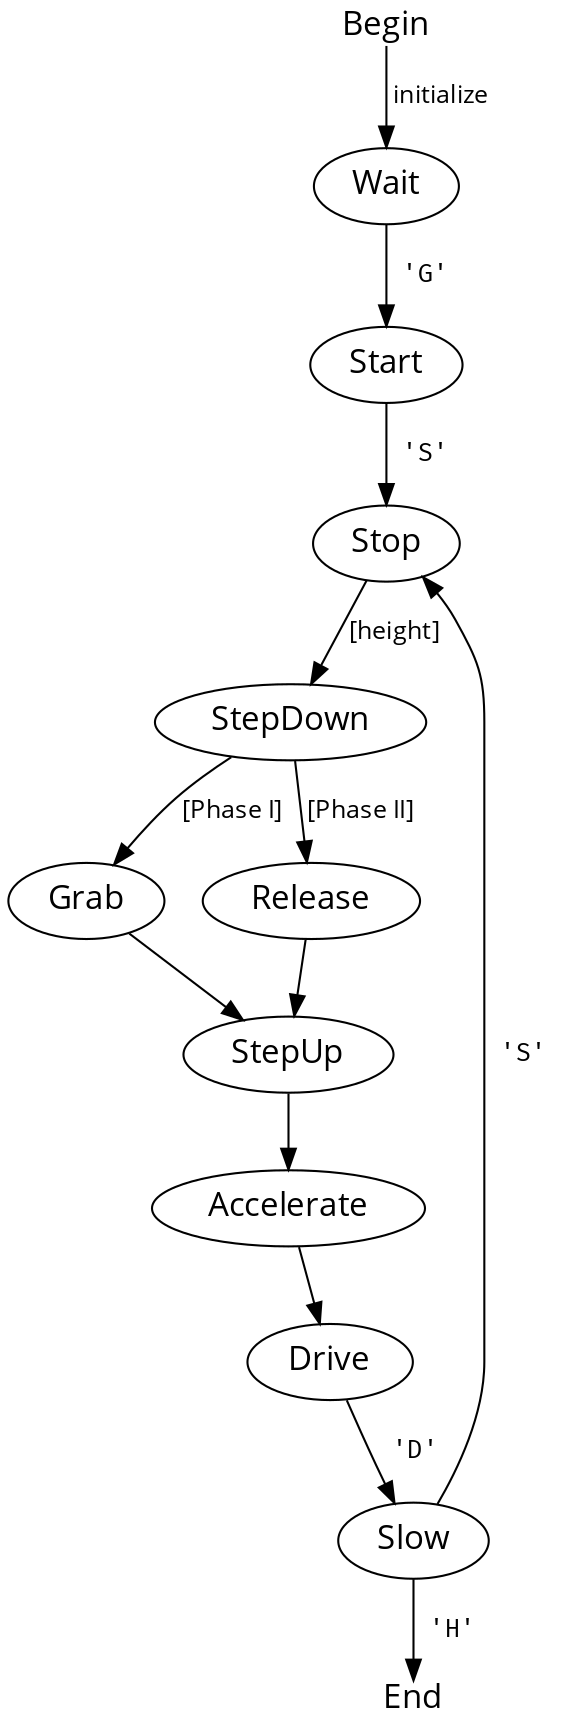 Begin
initialize
Wait
'G'
Start
'S'
Stop
[height]
StepDown
[Phase I]
[Phase II]
Grab
Release
StepUp
'S'
Accelerate
Drive
'D'
Slow
'H'
End